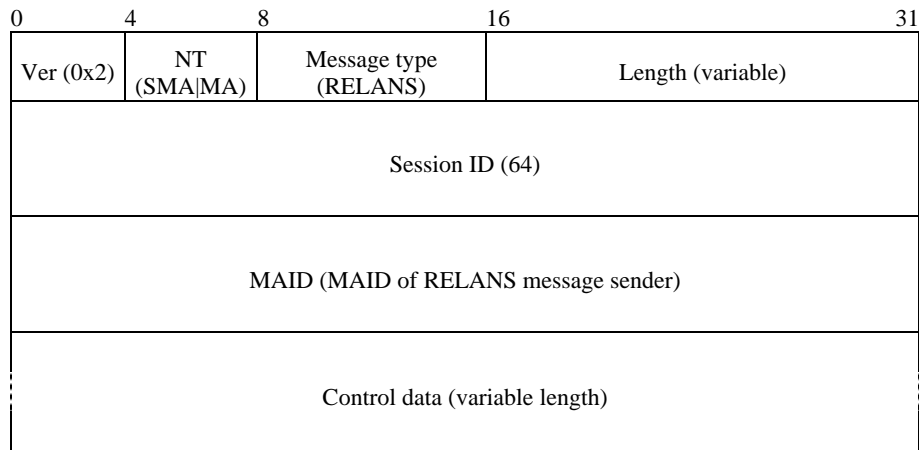 0 4 8 16 31
Ver (0x2) NT (SMA|MA) Message type (RELANS) Length (variable)
Session ID (64)
MAID (MAID of RELANS message sender)
Control data (variable length)